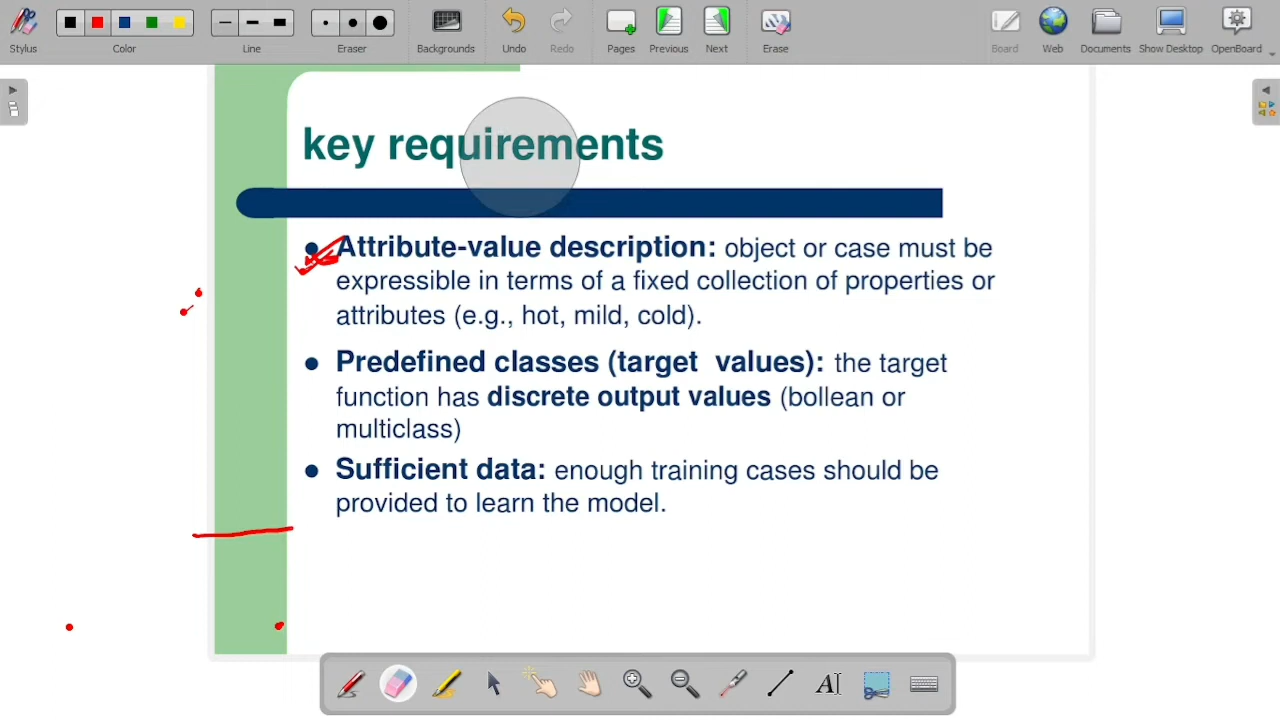 Stylus
Color
Line
Eraser
Backgrounds
Undo
Redo
Pages
Previous
Next
Erase
Board
Web
Documents
Show Desktop
OpenBoard
key requirements
Attribute-value description: object or case must be
expressible in terms of a fixed collection of properties or
attributes (e.g., hot, mild, cold).
Predefined classes (target values): the target
function has discrete output values (bollean or
multiclass)
Sufficient data: enough training cases should be
provided to learn the model.